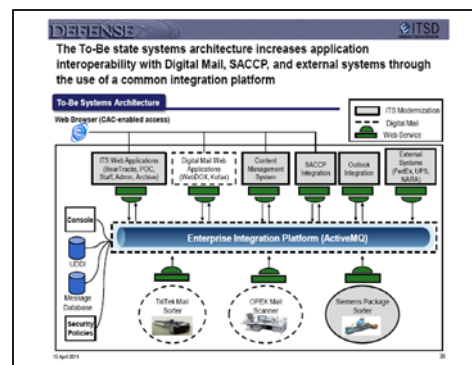 DEFENSE
ITSD
The To-Be state systems architecture increases application
interoperability with Digital Mail, SACCP, and external systems through
the use of a common integration platform
To-Be Systems Architecture
Web Browser (CAC-enabled access)
ITS Modernization
Digital Mail
Web-Service
ITS Web Applications
(BearTracks, POC,
Staff, Admin, Archive)
Digital Mail Web
Applications
(WebDOX, Kofax)
Content
Management
System
SACCP
Integration
Outlook
Integration
External
Systems
(FedEx, UPS,
NARA)
Console
UDDI
Message
Database
Security
Policies
Enterprise Integration Platform (ActiveMQ)
TriTek Mail
Sorter
OPEX Mail
Scanner
Siemens Package
Sorter